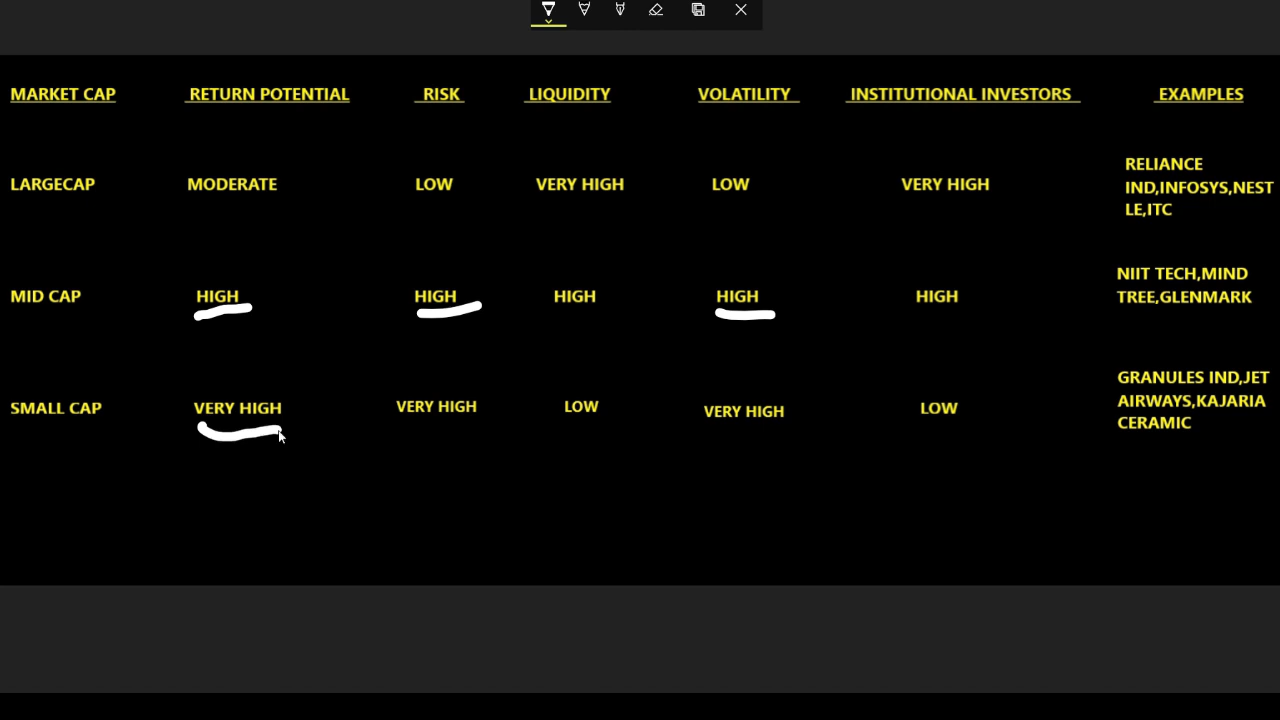 MARKET CAP RETURN POTENTIAL RISK LIQUIDITY VOLATILITY INSTITUTIONAL INVESTORS EXAMPLES
LARGECAP MODERATE LOW VERY HIGH LOW VERY HIGH RELIANCE
IND,INFOSYS,NEST
LE,ITC
MID CAP HIGH HIGH HIGH HIGH HIGH NIIT TECH,MIND
TREE,GLENMARK
SMALL CAP VERY HIGH VERY HIGH LOW VERY HIGH LOW GRANULES IND,JET
AIRWAYS,KAJARIA
CERAMIC